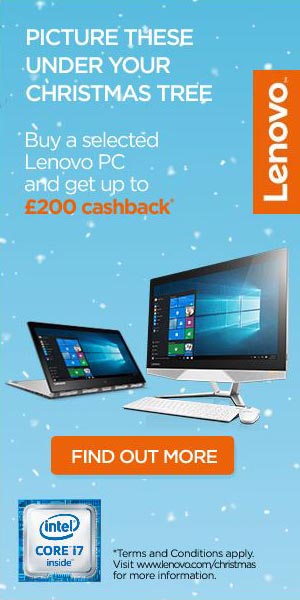 PICTURE THESE
UNDER YOUR
CHRISTMAS TREE
Lenovo
Buy a selected
Lenovo PC
and get up to
£200 cashback*
FIND OUT MORE
intel
CORE i7
inside
*Terms and Conditions apply.
Visit www.lenovo.com/christmas
for more information.